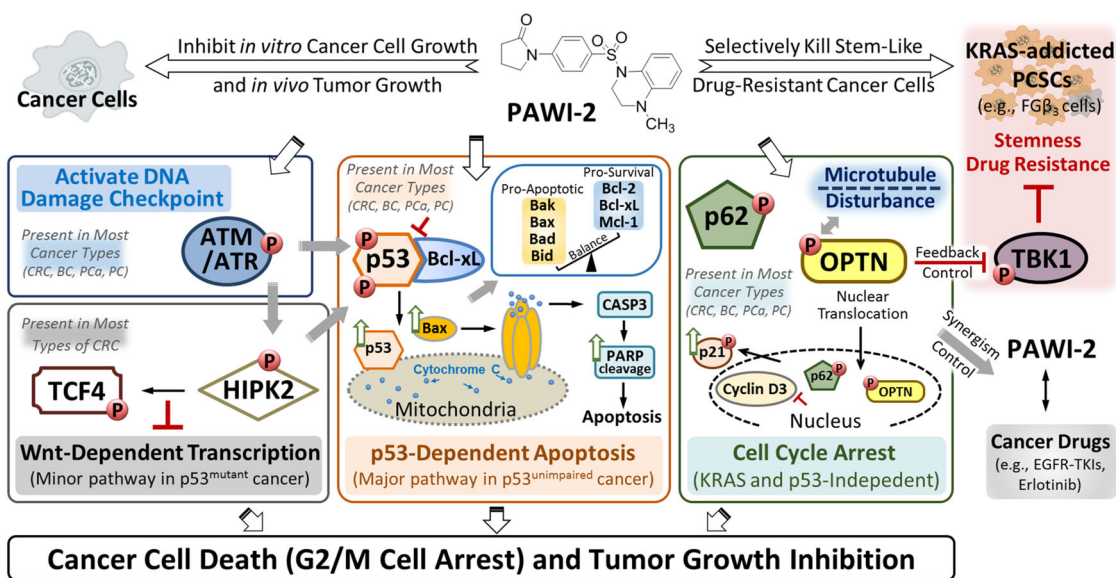 Inhibit in vitro Cancer Cell Growth
and in vivo Tumor Growth
Cancer Cells
O
N
O
O
S
N
N
CH₃
PAWI-2
Selectively Kill Stem-Like
Drug-Resistant Cancer Cells
KRAS-addicted
PCSCs
(e.g., FGβ₃ cells)
Stemness
Drug Resistance
Activate DNA
Damage Checkpoint
Present in Most
Cancer Types
(CRC, BC, PCa, PC)
ATM
/ATR
P
Present in Most
Types of CRC
TCF4
P
HIPK2
P
Wnt-Dependent Transcription
(Minor pathway in p53mutant cancer)
Present in Most
Cancer Types
(CRC, BC, PCa, PC)
P
p53
P
Bcl-xL
Pro-Apoptotic
Bak
Bax
Bad
Bid
Pro-Survival
Bcl-2
Bcl-xL
Mcl-1
Balance
p53
P
Bax
Cytochrome C
Mitochondria
CASP3
PARP
cleavage
Apoptosis
p53-Dependent Apoptosis
(Major pathway in p53unimpaired cancer)
p62
P
Microtubule
Disturbance
P
OPTN
Present in Most
Cancer Types
(CRC, BC, PCa, PC)
Nuclear
Translocation
p21
P
Cyclin D3
p62
P
P
OPTN
Nucleus
Cell Cycle Arrest
(KRAS and p53-Indepedent)
Feedback
Control
P
TBK1
Synergism
Control
PAWI-2
Cancer Drugs
(e.g., EGFR-TKIs,
Erlotinib)
Cancer Cell Death (G2/M Cell Arrest) and Tumor Growth Inhibition